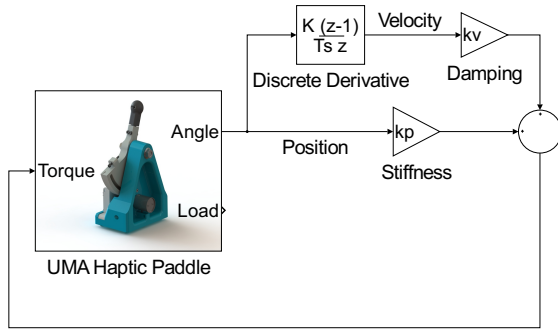 K (z-1)
Ts z
Velocity
kv
Discrete Derivative
Damping
Angle
Position
kp
Stiffness
Torque
Load
UMA Haptic Paddle